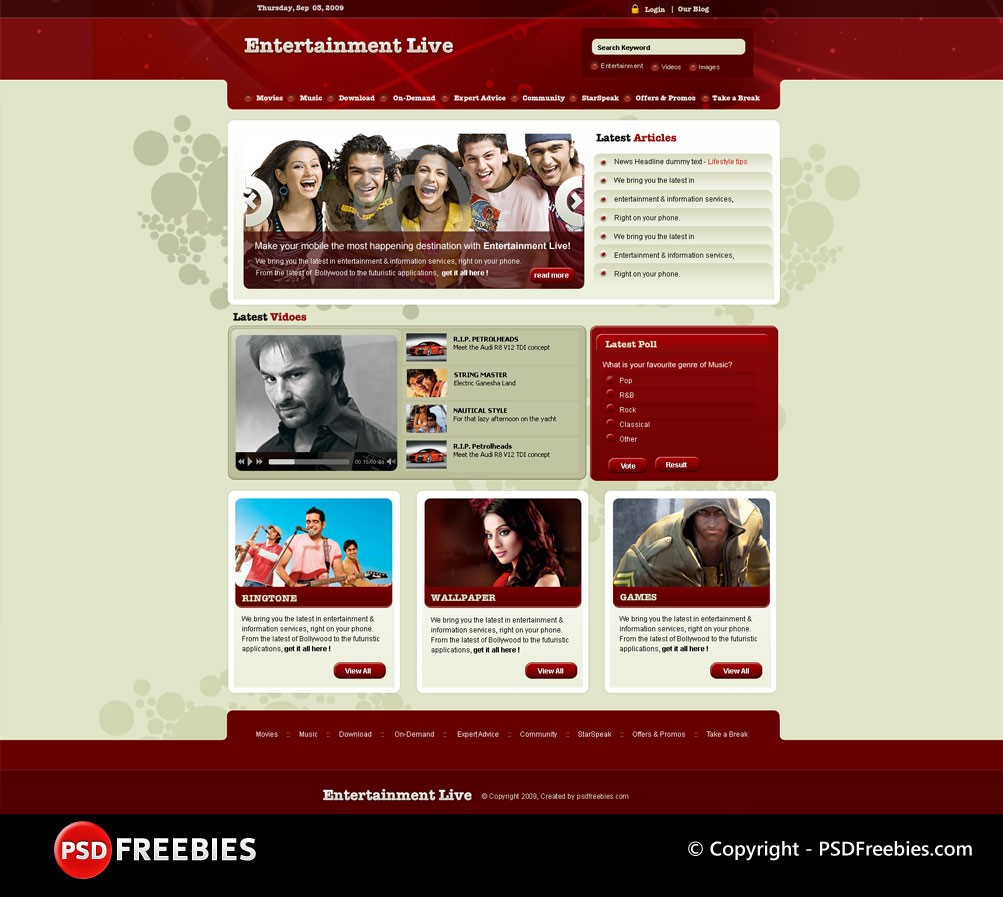 Thursday, Sep 03, 2009
Login | Our Blog
Entertainment Live
Search Keyword
Entertainment Videos Images
Movies Music Download On-Demand Expert Advice Community StarSpeak Offers & Promos Take a Break
Make your mobile the most happening destination with Entertainment Live!
We bring you the latest in entertainment & information services, right on your phone.
From the latest of Bollywood to the futuristic applications, get it all here !
read more
Latest Articles
News Headline dummy text - Lifestyle tips
We bring you the latest in
entertainment & information services,
Right on your phone.
We bring you the latest in
Entertainment & information services,
Right on your phone.
Latest Vidoes
00:10/00:54
R.I.P. PETROLHEADS
Meet the Audi R8 V12 TDI concept
STRING MASTER
Electric Ganesha Land
NAUTICAL STYLE
For that lazy afternoon on the yacht
R.I.P. Petrolheads
Meet the Audi R8 V12 TDI concept
Latest Poll
What is your favourite genre of Music?
Pop
R&B
Rock
Classical
Other
Vote Result
RINGTONE
We bring you the latest in entertainment &
information services, right on your phone.
From the latest of Bollywood to the futuristic
applications, get it all here !
View All
WALLPAPER
We bring you the latest in entertainment &
information services, right on your phone.
From the latest of Bollywood to the futuristic
applications, get it all here !
View All
GAMES
We bring you the latest in entertainment &
information services, right on your phone.
From the latest of Bollywood to the futuristic
applications, get it all here !
View All
Movies :: Music :: Download :: On-Demand :: Expert Advice :: Community :: StarSpeak :: Offers & Promos :: Take a Break
Entertainment Live © Copyright 2009, Created by psdfreebies.com
PSD FREEBIES
© Copyright - PSDFreebies.com